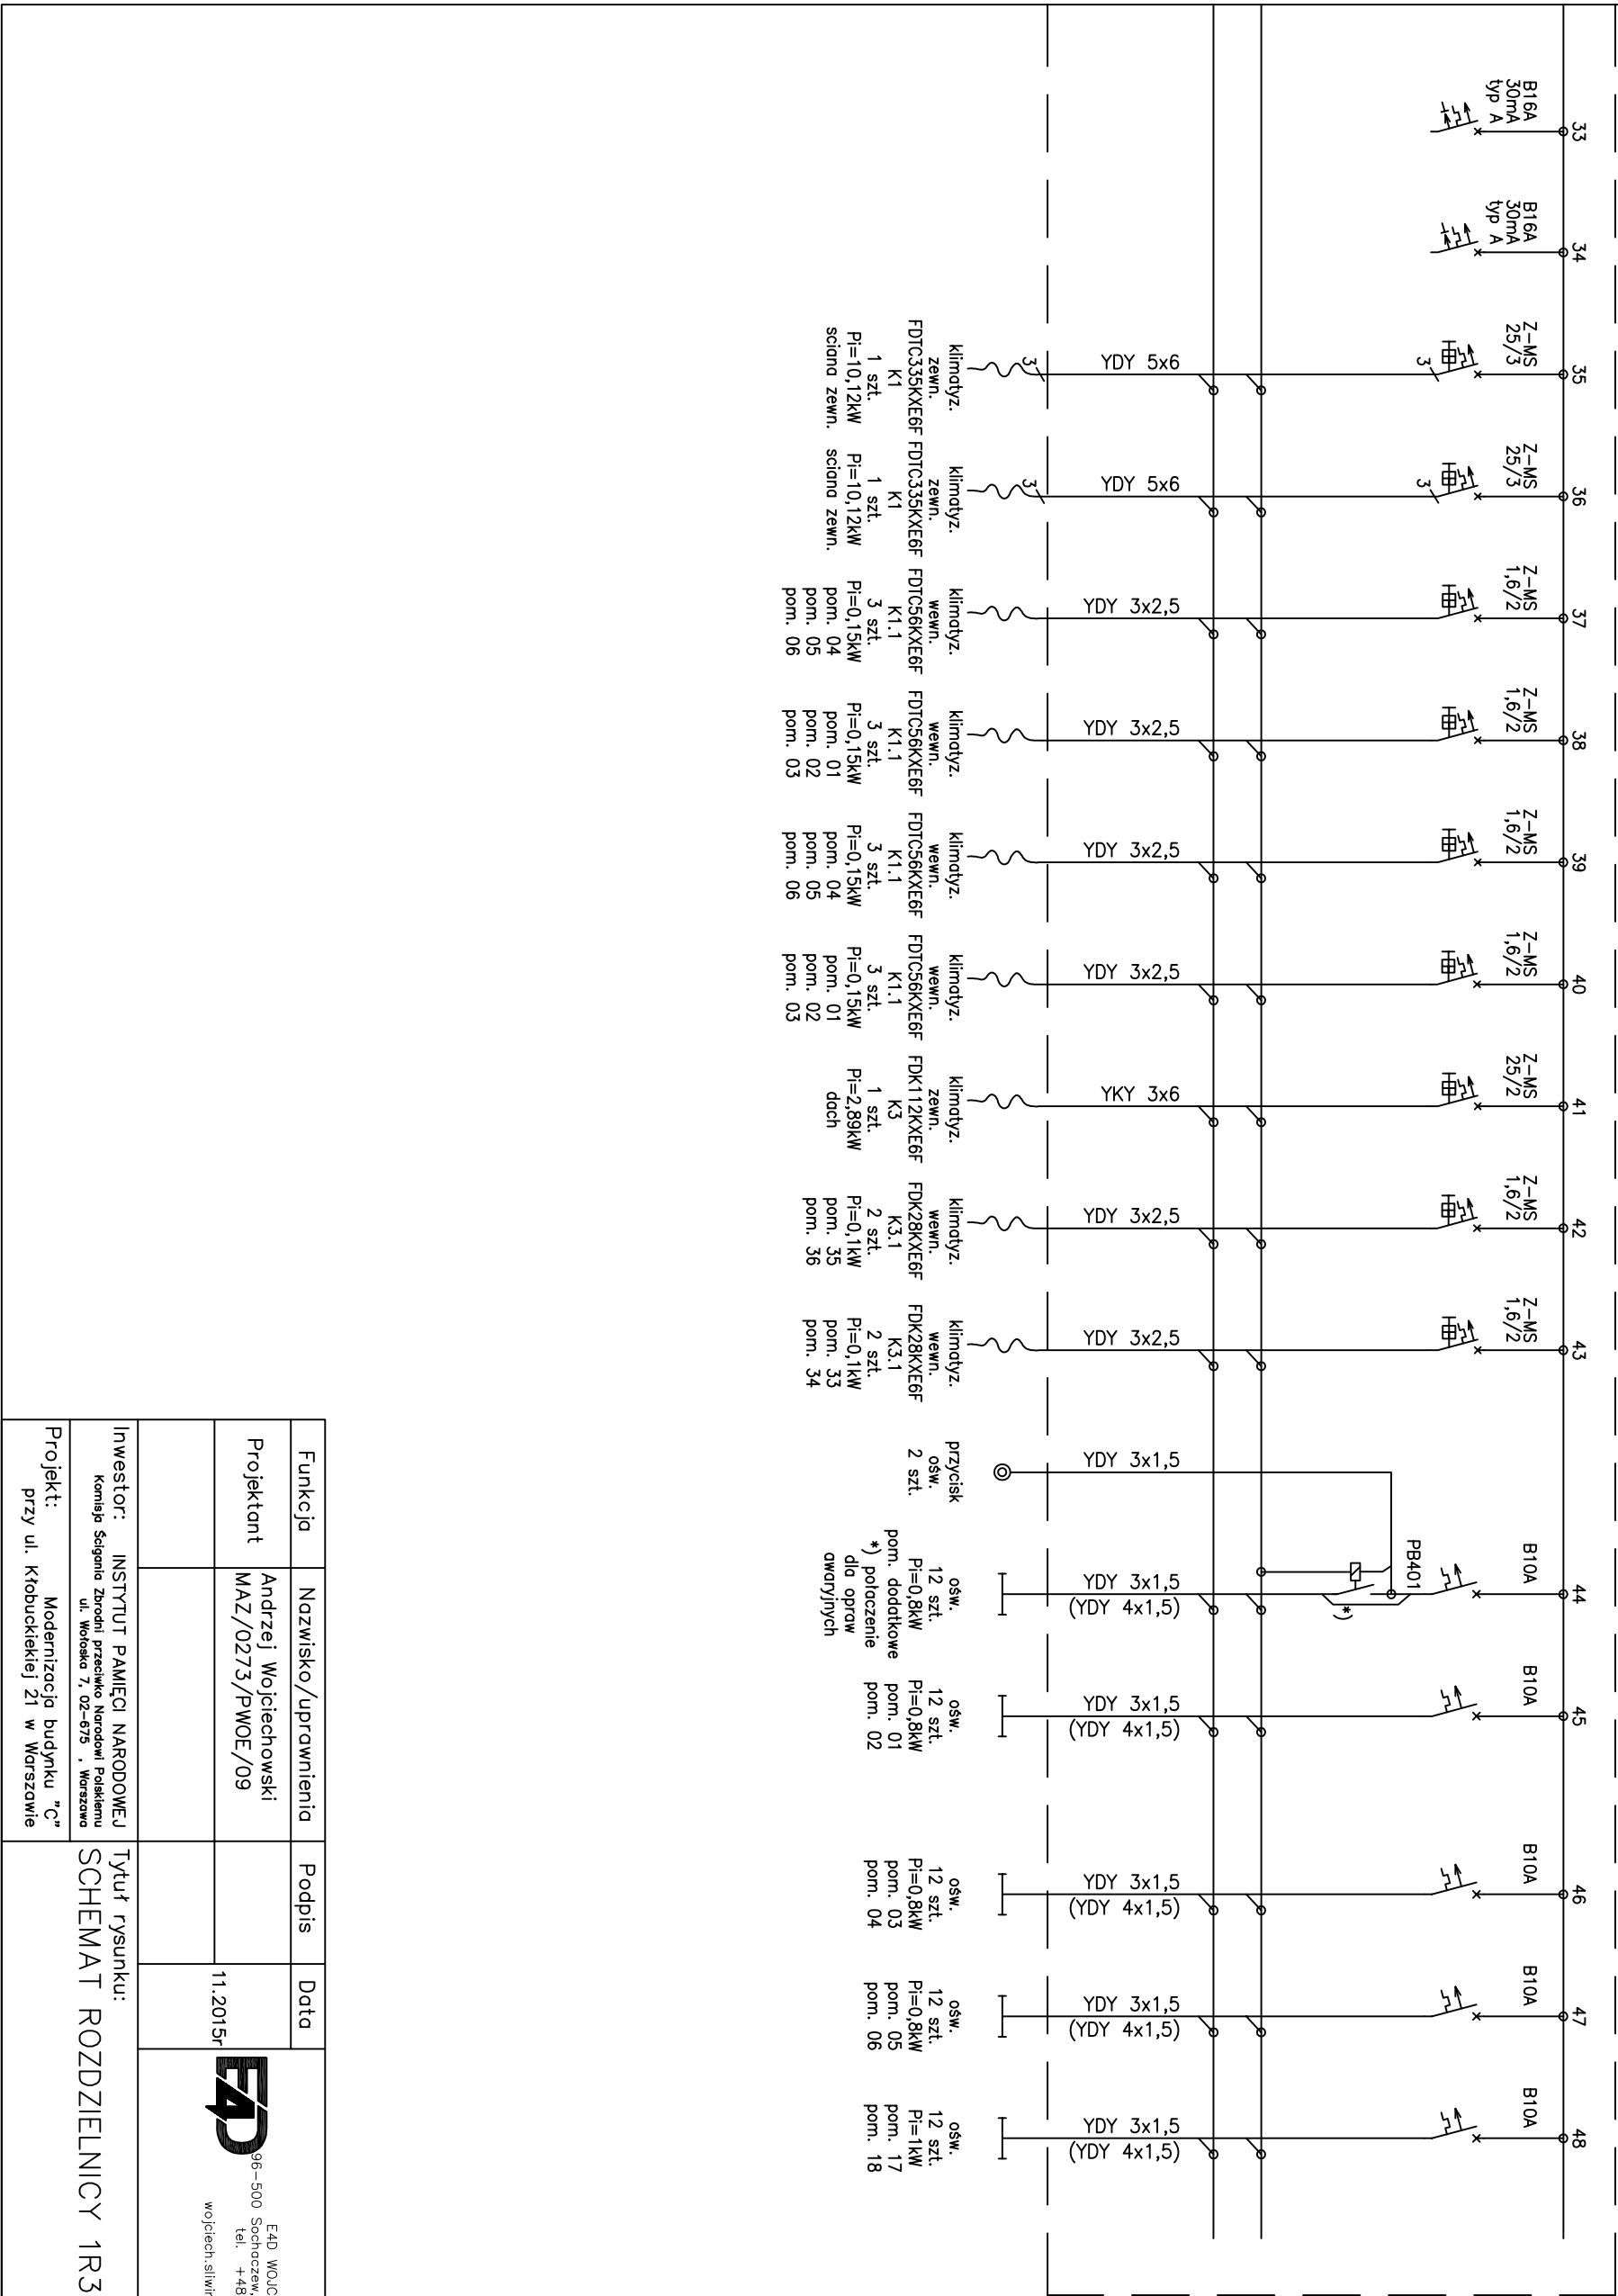 33
B16A
30mA
typ A
34
B16A
30mA
typ A
35
Z-MS
25/3
3
YDY 5x6
3
klimatyz.
zewn.
FDTC335KXE6F
K1
1 szt.
Pi=10,12kW
sciana zewn.
36
Z-MS
25/3
3
YDY 5x6
3
klimatyz.
zewn.
FDTC335KXE6F
K1
1 szt.
Pi=10,12kW
sciana zewn.
37
Z-MS
1,6/2
YDY 3x2,5
klimatyz.
wewn.
FDTC56KXE6F
K1.1
3 szt.
Pi=0,15kW
pom. 04
pom. 05
pom. 06
38
Z-MS
1,6/2
YDY 3x2,5
klimatyz.
wewn.
FDTC56KXE6F
K1.1
3 szt.
Pi=0,15kW
pom. 01
pom. 02
pom. 03
39
Z-MS
1,6/2
YDY 3x2,5
klimatyz.
wewn.
FDTC56KXE6F
K1.1
3 szt.
Pi=0,15kW
pom. 04
pom. 05
pom. 06
40
Z-MS
1,6/2
YDY 3x2,5
klimatyz.
wewn.
FDTC56KXE6F
K1.1
3 szt.
Pi=0,15kW
pom. 01
pom. 02
pom. 03
41
Z-MS
25/2
YKY 3x6
klimatyz.
zewn.
FDK112KXE6F
K3
1 szt.
Pi=2,89kW
dach
42
Z-MS
1,6/2
YDY 3x2,5
klimatyz.
wewn.
FDK28KXE6F
K3.1
2 szt.
Pi=0,1kW
pom. 35
pom. 36
43
Z-MS
1,6/2
YDY 3x2,5
klimatyz.
wewn.
FDK28KXE6F
K3.1
2 szt.
Pi=0,1kW
pom. 33
pom. 34
YDY 3x1,5
przycisk
ośw.
2 szt.
44
B10A
PB401
*)
YDY 3x1,5
(YDY 4x1,5)
ośw.
12 szt.
Pi=0,8kW
pom. dodatkowe
*) połaczenie
dla opraw
awaryjnych
45
B10A
YDY 3x1,5
(YDY 4x1,5)
ośw.
12 szt.
Pi=0,8kW
pom. 01
pom. 02
46
B10A
YDY 3x1,5
(YDY 4x1,5)
ośw.
12 szt.
Pi=0,8kW
pom. 03
pom. 04
47
B10A
YDY 3x1,5
(YDY 4x1,5)
ośw.
12 szt.
Pi=0,8kW
pom. 05
pom. 06
48
B10A
YDY 3x1,5
(YDY 4x1,5)
ośw.
12 szt.
Pi=1kW
pom. 17
pom. 18
Funkcja Nazwisko/uprawnienia Podpis Data
Projektant Andrzej Wojciechowski
MAZ/0273/PWOE/09
11.2015r
E4D
E4D WOJC
96-500 Sochaczew,
tel. +48
wojciech.sliwir
Inwestor: INSTYTUT PAMIĘCI NARODOWEJ
Komisja Ścigania Zbrodni przeciwko Narodowi Polskiemu
ul. Wołoska 7, 02-675 , Warszawa
Projekt: Modernizacja budynku "C"
przy ul. Kłobuckiekiej 21 w Warszawie
Tytuł rysunku:
SCHEMAT ROZDZIELNICY 1R3